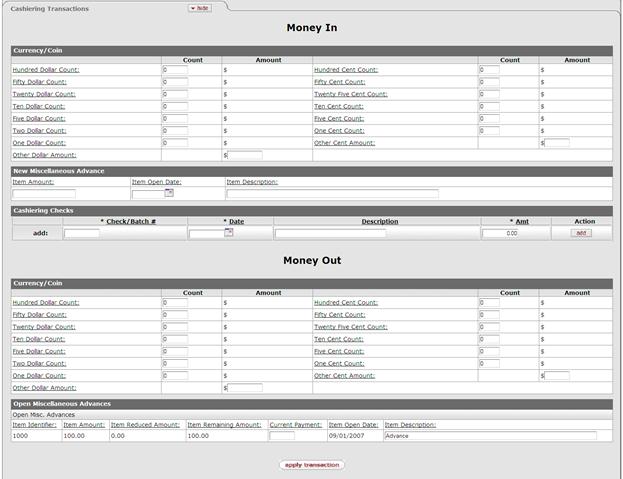 Cashiering Transactions hide
Money In
Currency/Coin
Count Amount Count Amount
Hundred Dollar Count: 0 $ Hundred Cent Count: 0 $
Fifty Dollar Count: 0 $ Fifty Cent Count: 0 $
Twenty Dollar Count: 0 $ Twenty Five Cent Count: 0 $
Ten Dollar Count: 0 $ Ten Cent Count: 0 $
Five Dollar Count: 0 $ Five Cent Count: 0 $
Two Dollar Count: 0 $ One Cent Count: 0 $
One Dollar Count: 0 $ Other Cent Amount: $
Other Dollar Amount: $
New Miscellaneous Advance
Item Amount: Item Open Date: Item Description:
Cashiering Checks
* Check/Batch # * Date Description * Amt Action
add: 0.00 add
Money Out
Currency/Coin
Count Amount Count Amount
Hundred Dollar Count: 0 $ Hundred Cent Count: 0 $
Fifty Dollar Count: 0 $ Fifty Cent Count: 0 $
Twenty Dollar Count: 0 $ Twenty Five Cent Count: 0 $
Ten Dollar Count: 0 $ Ten Cent Count: 0 $
Five Dollar Count: 0 $ Five Cent Count: 0 $
Two Dollar Count: 0 $ One Cent Count: 0 $
One Dollar Count: 0 $ Other Cent Amount: $
Other Dollar Amount: $
Open Miscellaneous Advances
Open Misc. Advances
Item Identifier: Item Amount: Item Reduced Amount: Item Remaining Amount: Current Payment: Item Open Date: Item Description:
1000 100.00 0.00 100.00 09/01/2007 Advance
apply transaction